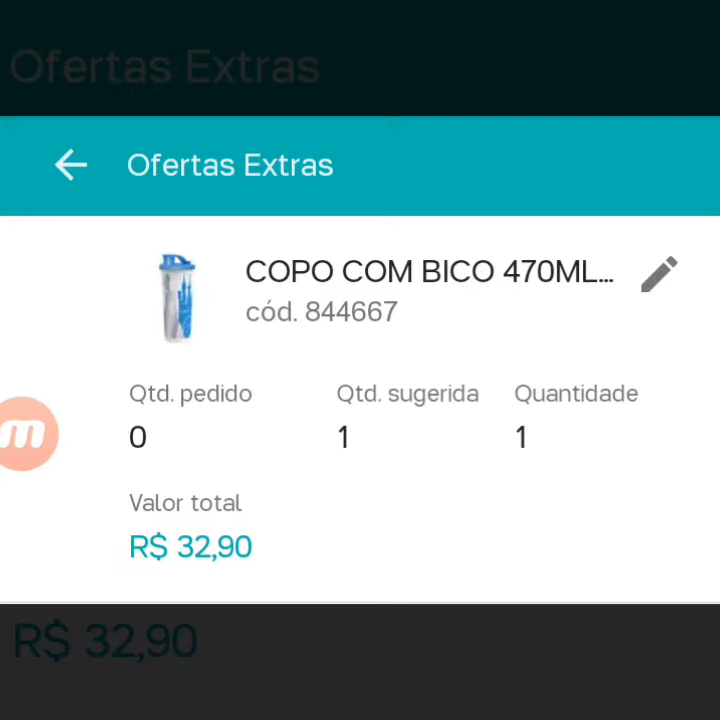 Ofertas Extras
Ofertas Extras
COPO COM BICO 470ML...
cód. 844667
Qtd. pedido Qtd. sugerida Quantidade
0 1 1
m
Valor total
R$ 32,90
R$ 32,90